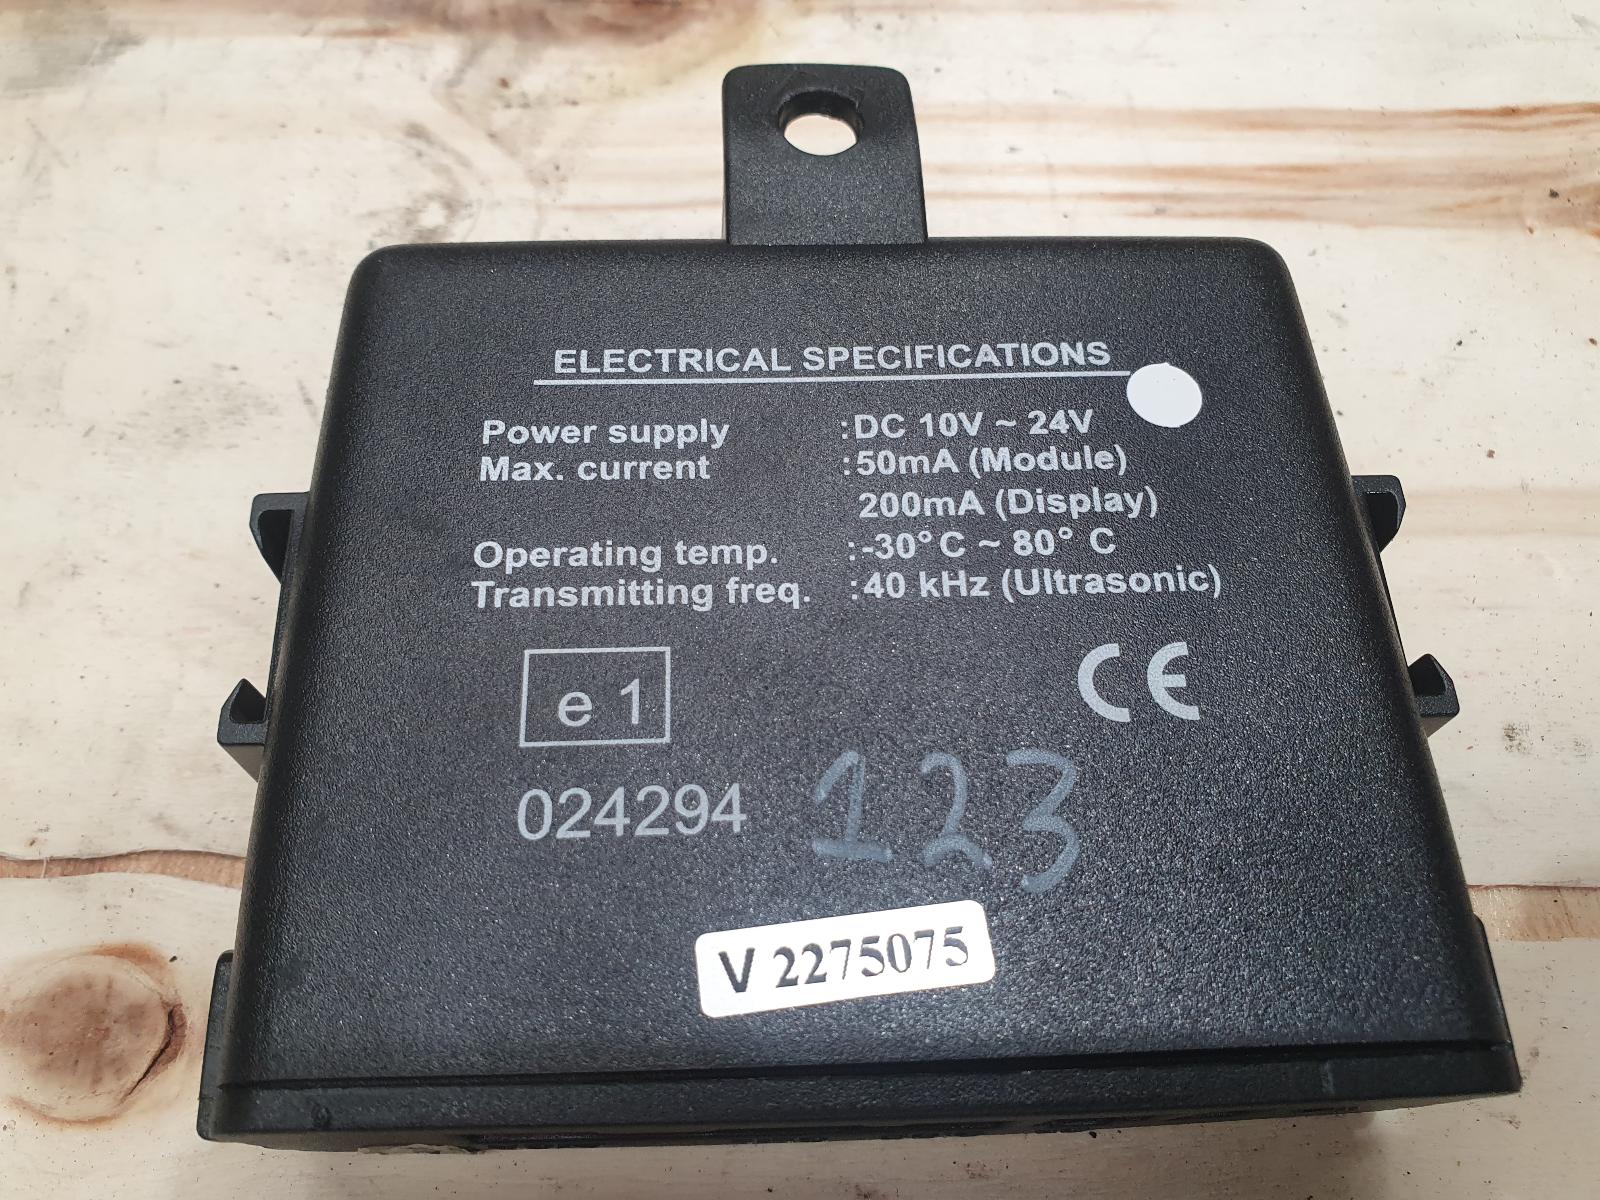 ELECTRICAL SPECIFICATIONS
Power supply :DC 10V ~ 24V
Max. current :50mA (Module)
200mA (Display)
Operating temp. :-30° C ~ 80° C
Transmitting freq. :40 kHz (Ultrasonic)
e 1
CE
024294
123
V 2275075